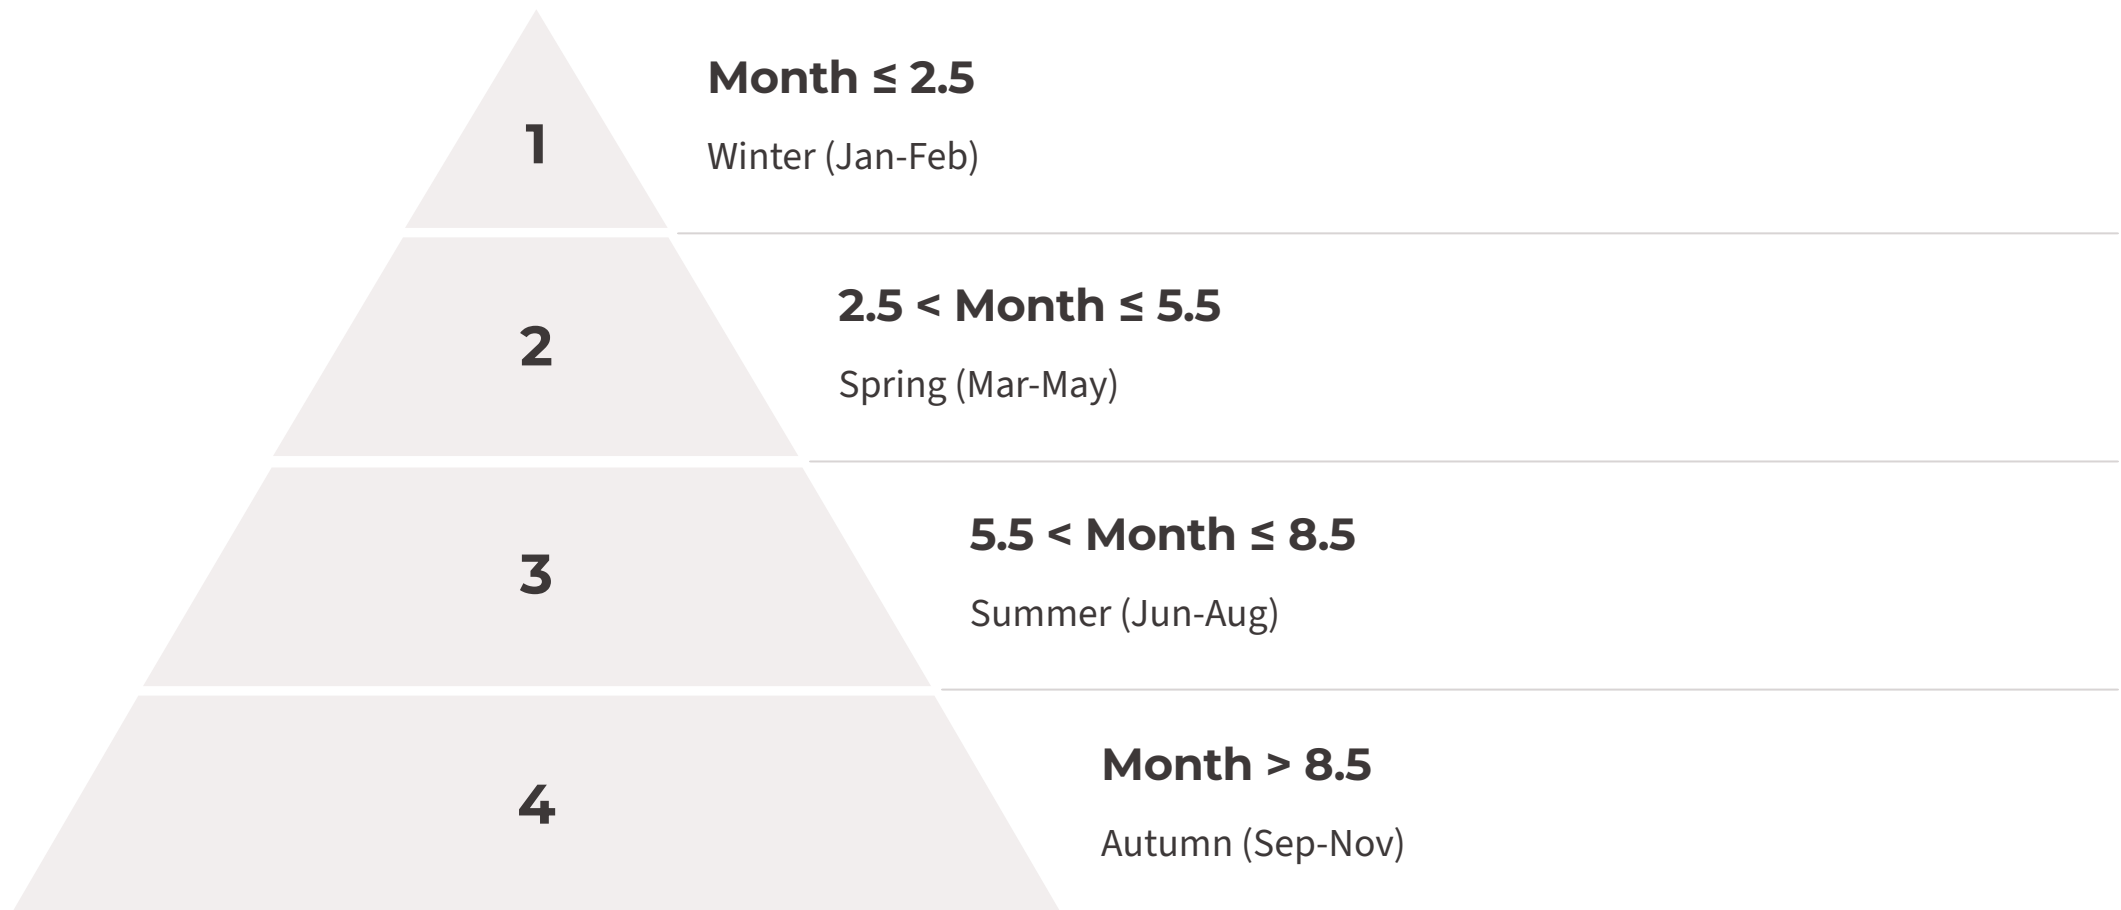 1
Month ≤ 2.5
Winter (Jan-Feb)
2
2.5 < Month ≤ 5.5
Spring (Mar-May)
3
5.5 < Month ≤ 8.5
Summer (Jun-Aug)
4
Month > 8.5
Autumn (Sep-Nov)